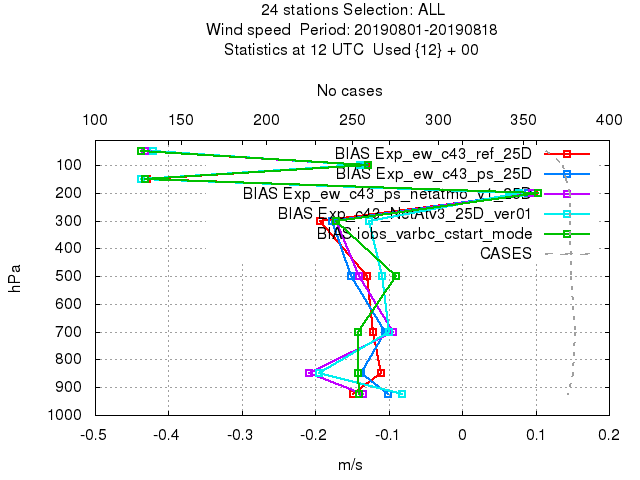 24 stations Selection: ALL
Wind speed  Period: 20190801-20190818
Statistics at 12 UTC  Used {12} + 00
No cases
100 150 200 250 300 350 400
BIAS Exp_ew_c43_ref_25D
BIAS Exp_ew_c43_ps_25D
BIAS Exp_ew_c43_ps_netatmo_v1_25D
BIAS Exp_c43_NetAtv3_25D_ver01
BIAS iobs_varbc_cstart_mode
CASES
hPa
100
200
300
400
500
600
700
800
900
1000
-0.5 -0.4 -0.3 -0.2 -0.1 0 0.1 0.2
m/s